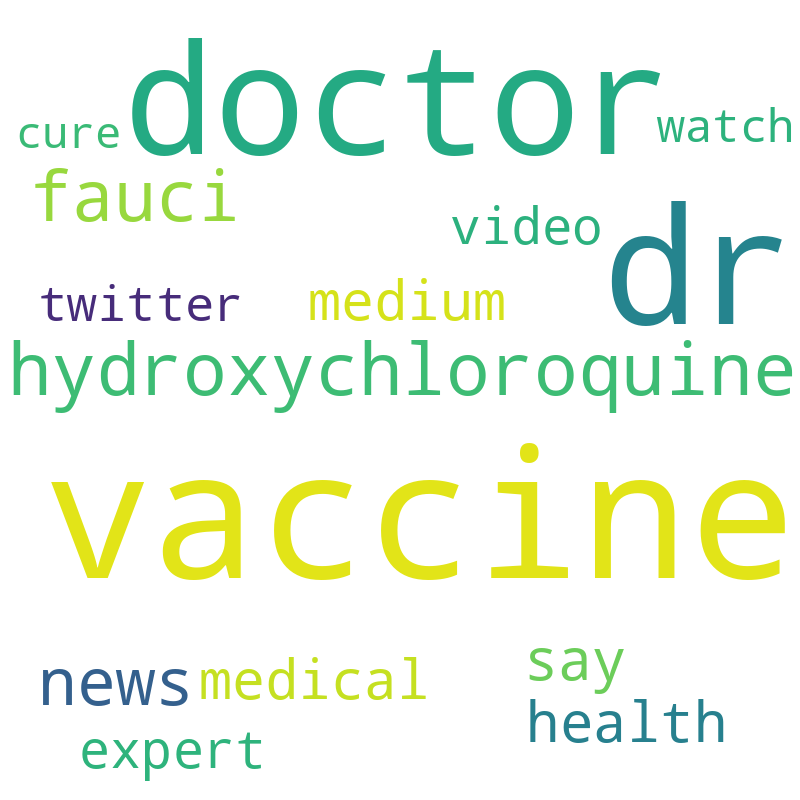 doctor
cure
watch
fauci
video
dr
twitter
medium
hydroxychloroquine
vaccine
news
medical
say
health
expert